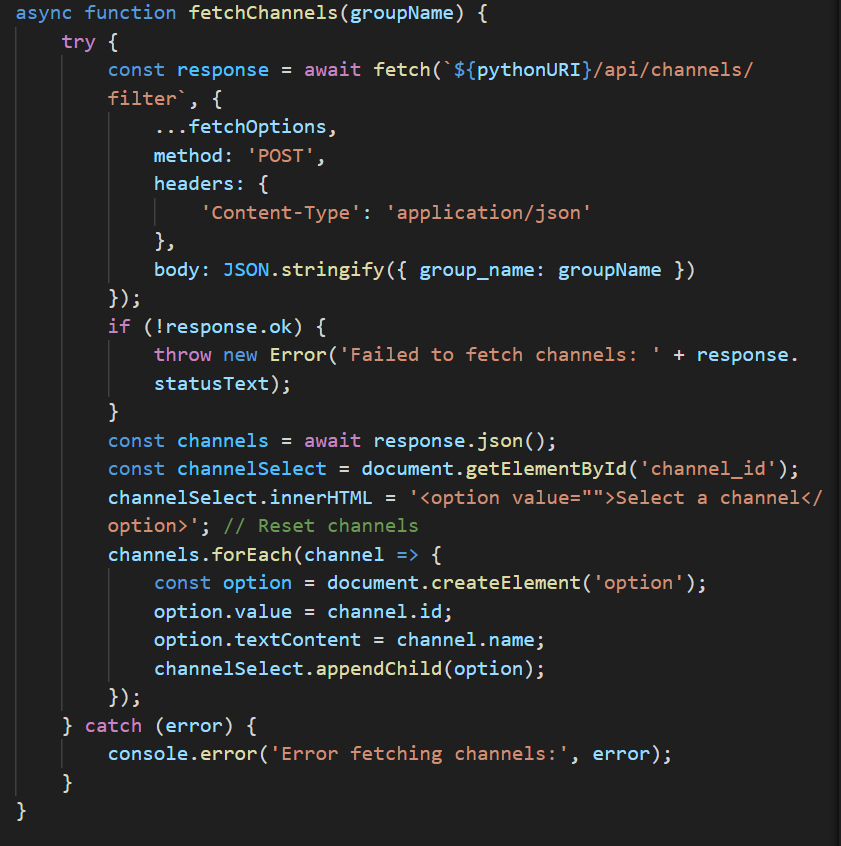 async function fetchChannels(groupName) {
    try {
        const response = await fetch(`${pythonURI}/api/channels/
        filter`, {
            ...fetchOptions,
            method: 'POST',
            headers: {
                'Content-Type': 'application/json'
            },
            body: JSON.stringify({ group_name: groupName })
        });
        if (!response.ok) {
            throw new Error('Failed to fetch channels: ' + response.
            statusText);
        }
        const channels = await response.json();
        const channelSelect = document.getElementById('channel_id');
        channelSelect.innerHTML = '<option value="">Select a channel</
        option>'; // Reset channels
        channels.forEach(channel => {
            const option = document.createElement('option');
            option.value = channel.id;
            option.textContent = channel.name;
            channelSelect.appendChild(option);
        });
    } catch (error) {
        console.error('Error fetching channels:', error);
    }
}